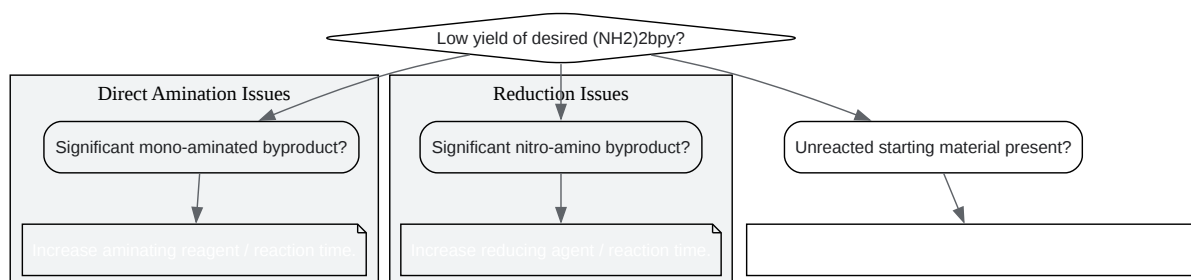 Low yield of desired (NH2)2bpy?
Direct Amination Issues
Reduction Issues
Significant mono-aminated byproduct?
Significant nitro-amino byproduct?
Unreacted starting material present?
Increase aminating reagent / reaction time.
Increase reducing agent / reaction time.